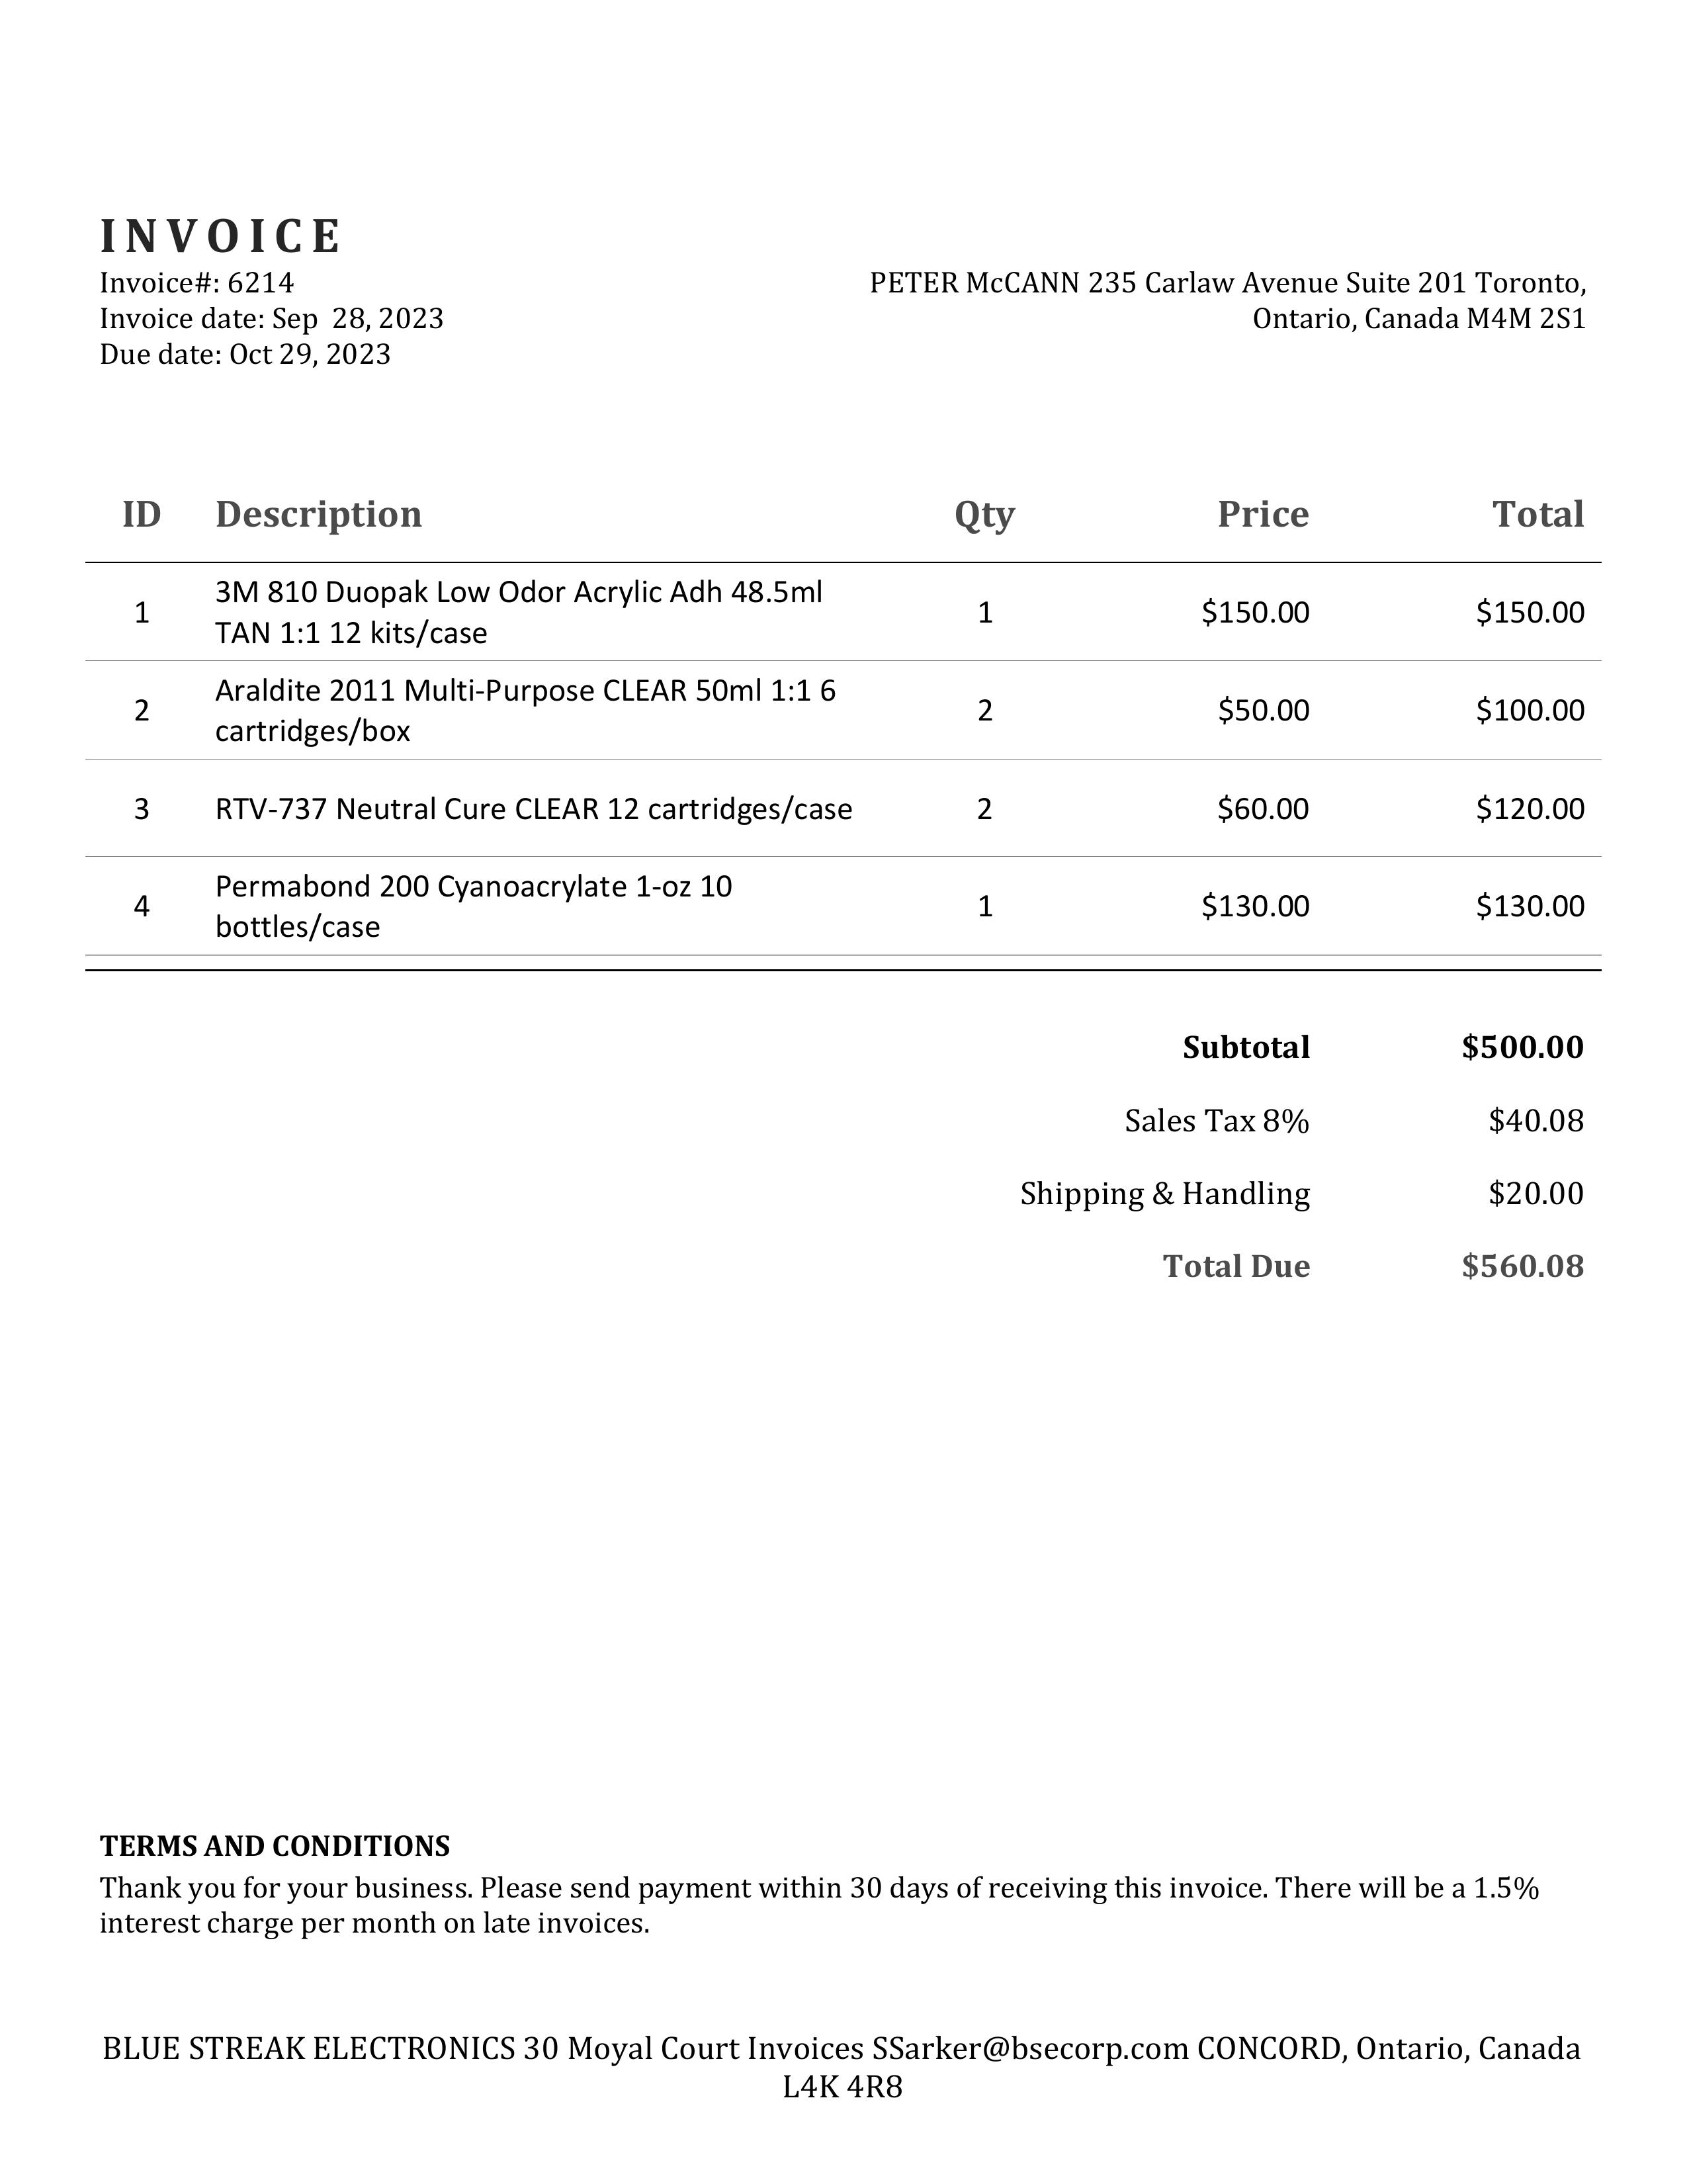 INVOICE
Invoice#: 6214
Invoice date: Sep  28, 2023
Due date: Oct 29, 2023
PETER McCANN 235 Carlaw Avenue Suite 201 Toronto,
Ontario, Canada M4M 2S1
ID Description Qty Price Total
1 3M 810 Duopak Low Odor Acrylic Adh 48.5ml
TAN 1:1 12 kits/case 1 $150.00 $150.00
2 Araldite 2011 Multi-Purpose CLEAR 50ml 1:1 6
cartridges/box 2 $50.00 $100.00
3 RTV-737 Neutral Cure CLEAR 12 cartridges/case 2 $60.00 $120.00
4 Permabond 200 Cyanoacrylate 1-oz 10
bottles/case 1 $130.00 $130.00
Subtotal $500.00
Sales Tax 8% $40.08
Shipping & Handling $20.00
Total Due $560.08
TERMS AND CONDITIONS
Thank you for your business. Please send payment within 30 days of receiving this invoice. There will be a 1.5%
interest charge per month on late invoices.
BLUE STREAK ELECTRONICS 30 Moyal Court Invoices SSarker@bsecorp.com CONCORD, Ontario, Canada
L4K 4R8